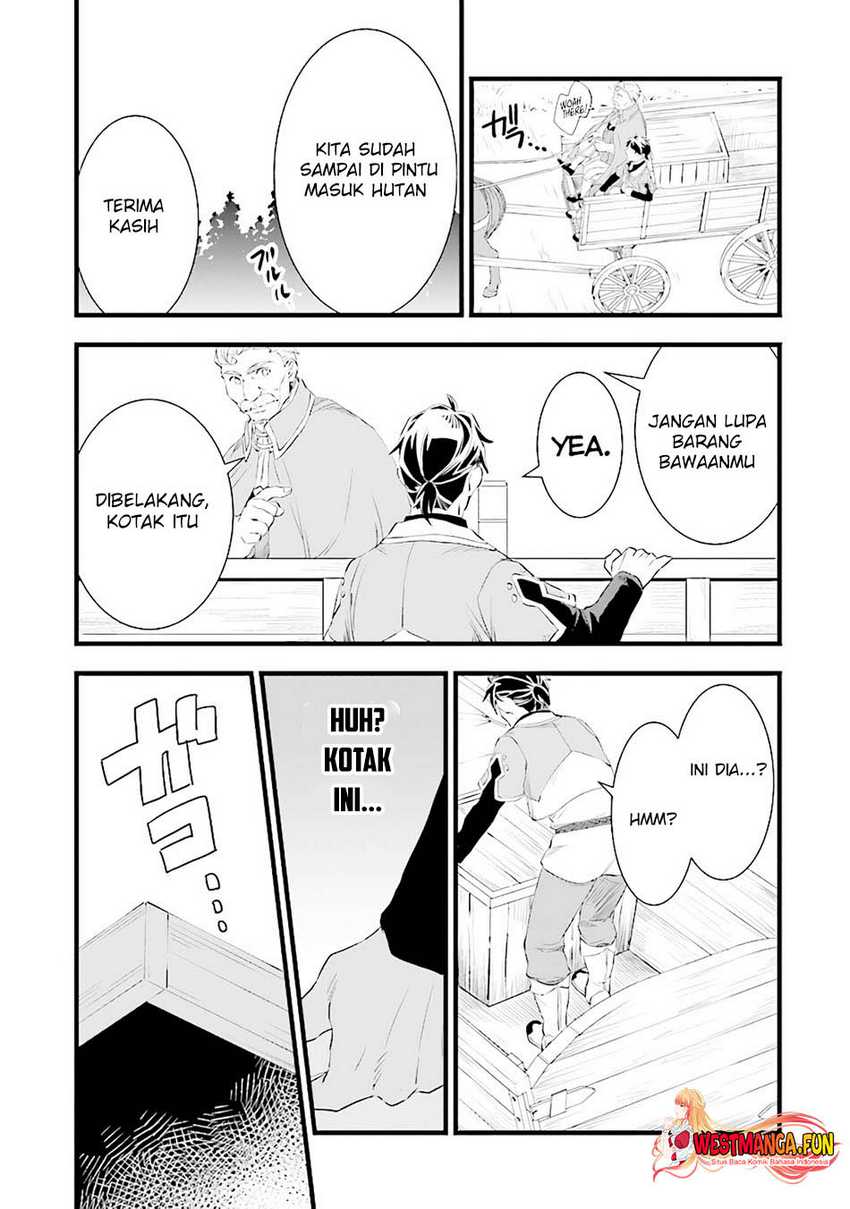 WOAH
THERE!
ガラ..
KITA SUDAH
SAMPAI DI PINTU
MASUK HUTAN
ブルルル
TERIMA
KASIH
JANGAN LUPA
BARANG
BAWAANMU
YEA.
DIBELAKANG,
KOTAK ITU
INI DIA...?
HMM?
HUH?
KOTAK
INI...
ガコ...
WESTMANGA.FUN
Situs Baca Komik Bahasa Indonesia